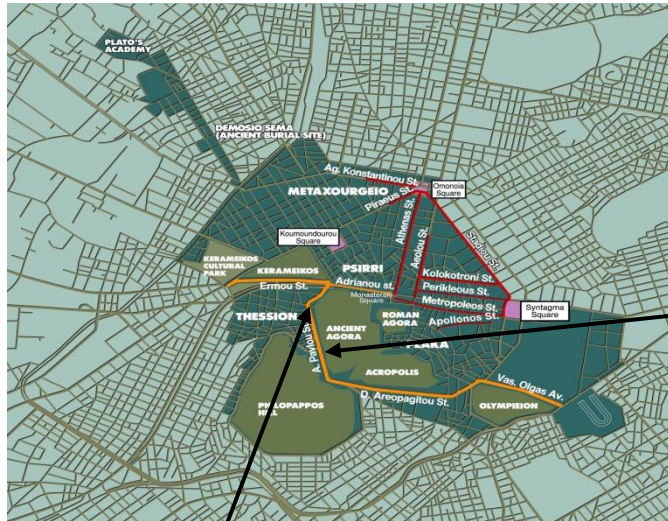 PLATO'S
ACADEMY
DEMOSIO SEMA
(ANCIENT BURIAL SITE)
Ag. Konstantinou St.
Omonoia
Square
METAXOURGEIO
Piraeus St.
Athenas St.
Aeolou St.
Stadiou St.
Koumoundourou
Square
KERAMEIKOS
CULTURAL
PARK
KERAMEIKOS
PSIRRI
Kolokotroni St.
Ermou St.
Adrianou st.
Perikleous St.
Monasteraki
Square
Metropoleos St.
Syntagma
Square
THESSION
ANCIENT
AGORA
ROMAN
AGORA
Apollonos St.
A. Pavlou St.
PLAKA
ACROPOLIS
PHILOPAPPOS
HILL
D. Areopagitou St.
Vas. Olgas Av.
OLYMPIEION